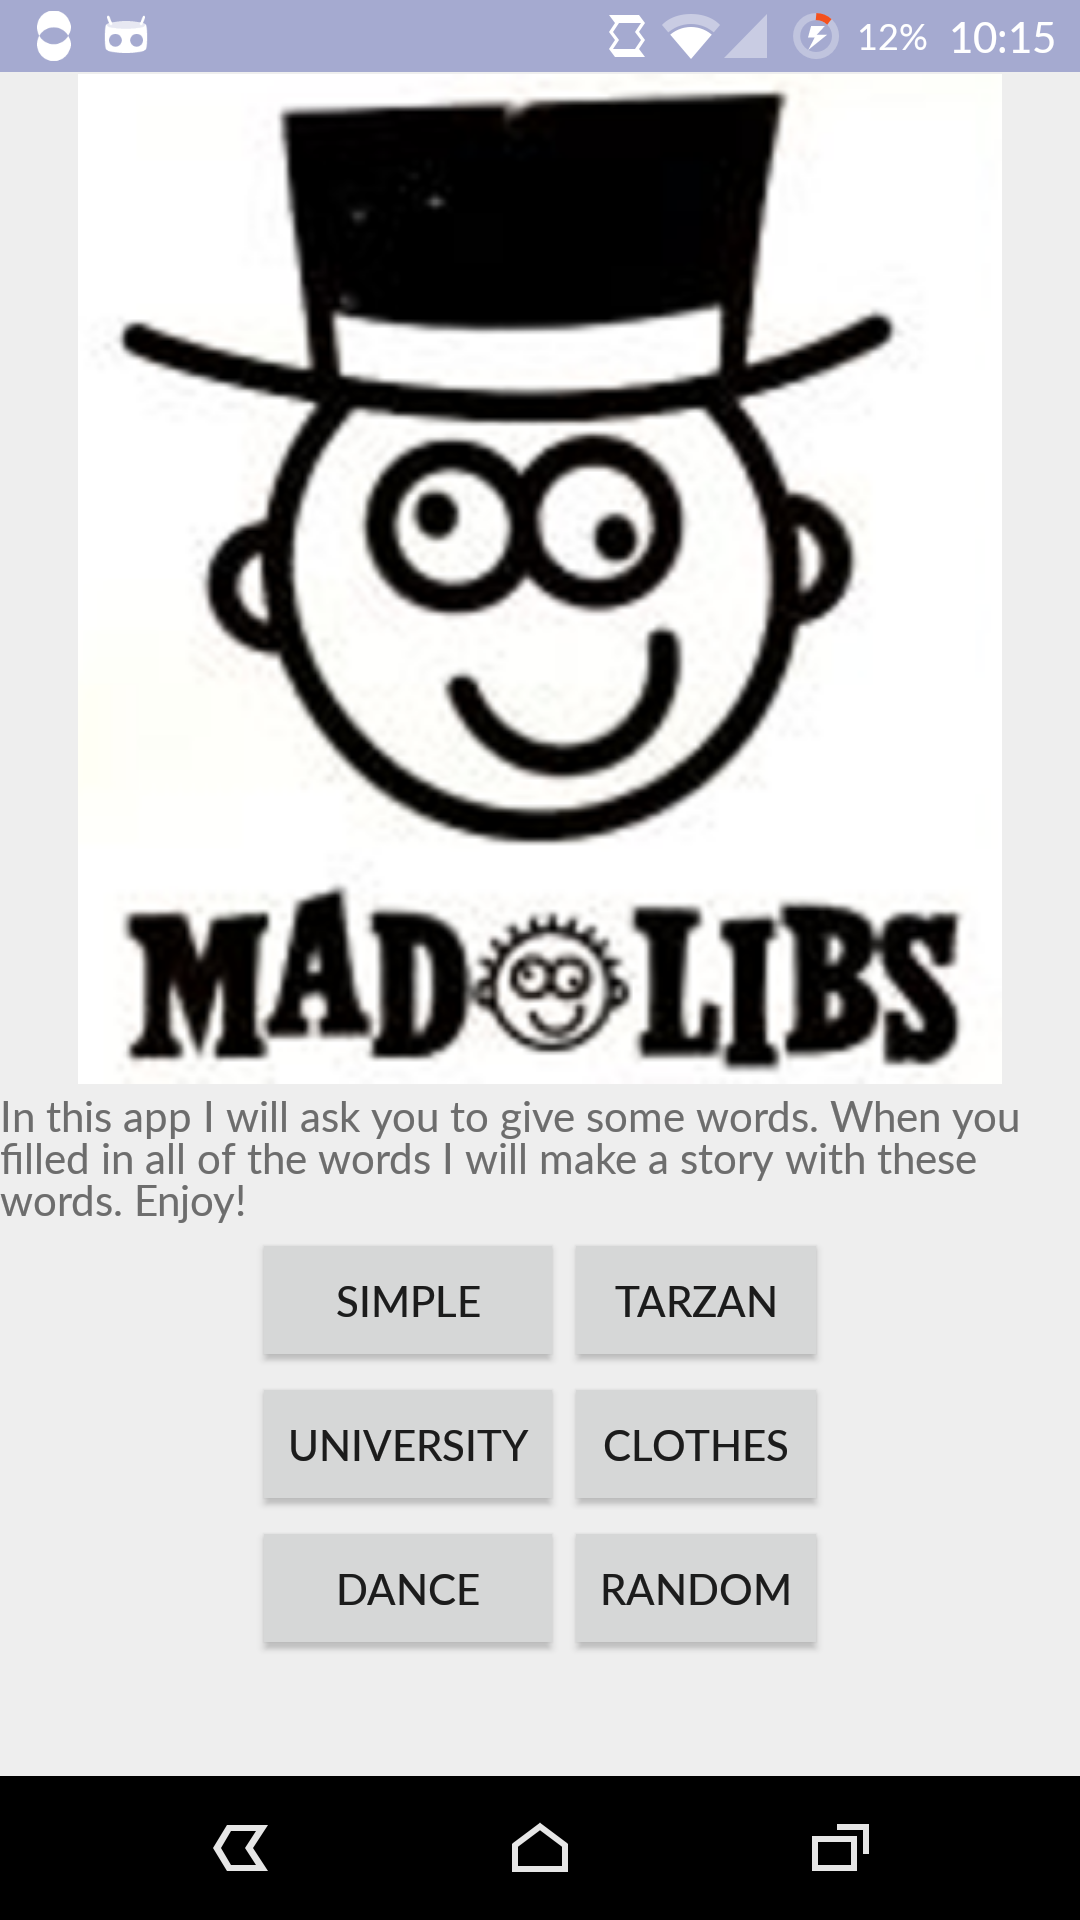 12% 10:15
MAD LIBS
In this app I will ask you to give some words. When you
filled in all of the words I will make a story with these
words. Enjoy!
SIMPLE TARZAN
UNIVERSITY CLOTHES
DANCE RANDOM